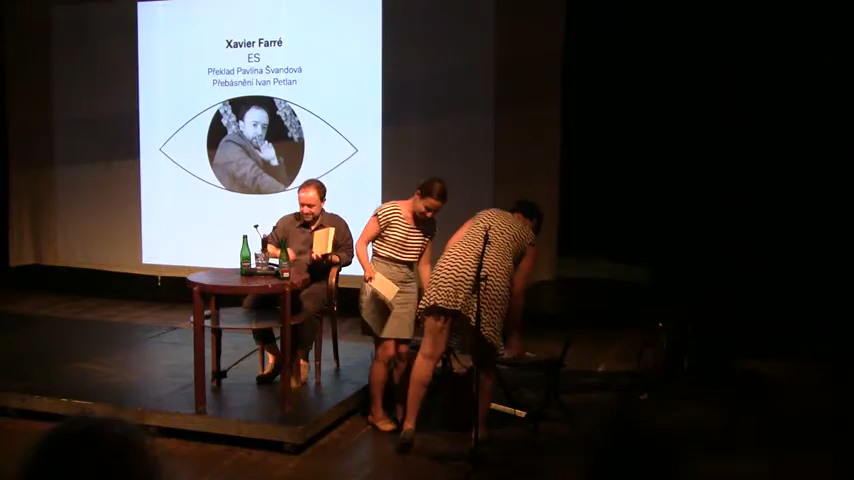 Xavier Farré
ES
Překlad Pavlína Švandová
Přebásnění Ivan Petlan